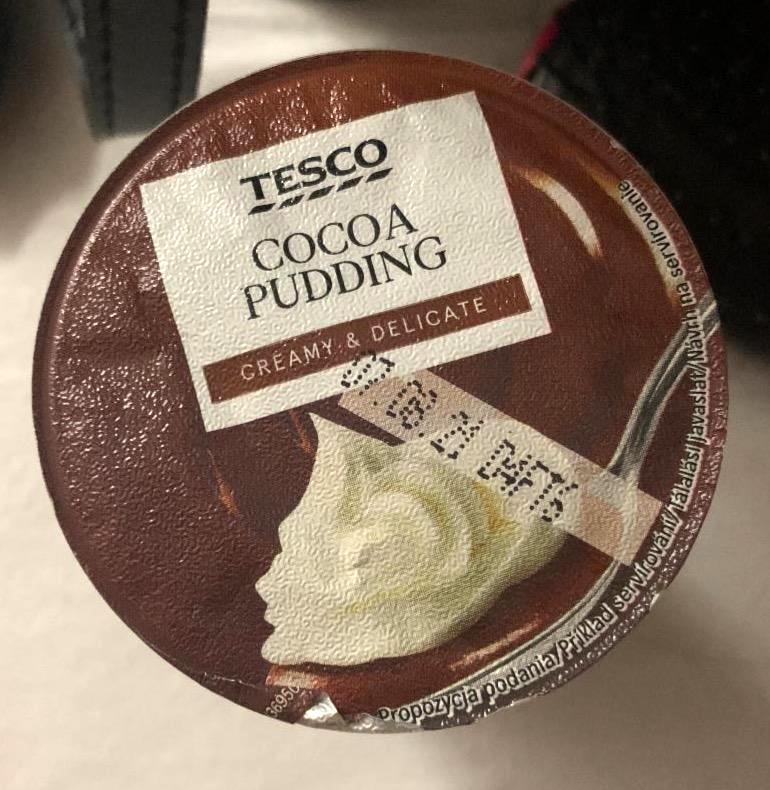 TESCO
COCOA
PUDDING
CREAMY & DELICATE
Propozycja podania/Příklad servírování/Tálalási javaslat/Návrh na servírovanie